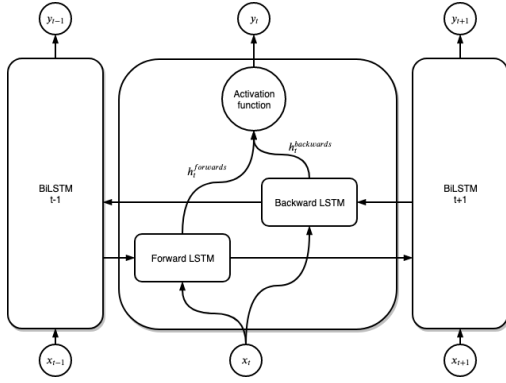 y_{t-1}
y_t
y_{t+1}
Activation
function
h_t^{forwards}
h_t^{backwards}
BiLSTM
t-1
Backward LSTM
BiLSTM
t+1
Forward LSTM
x_{t-1}
x_t
x_{t+1}